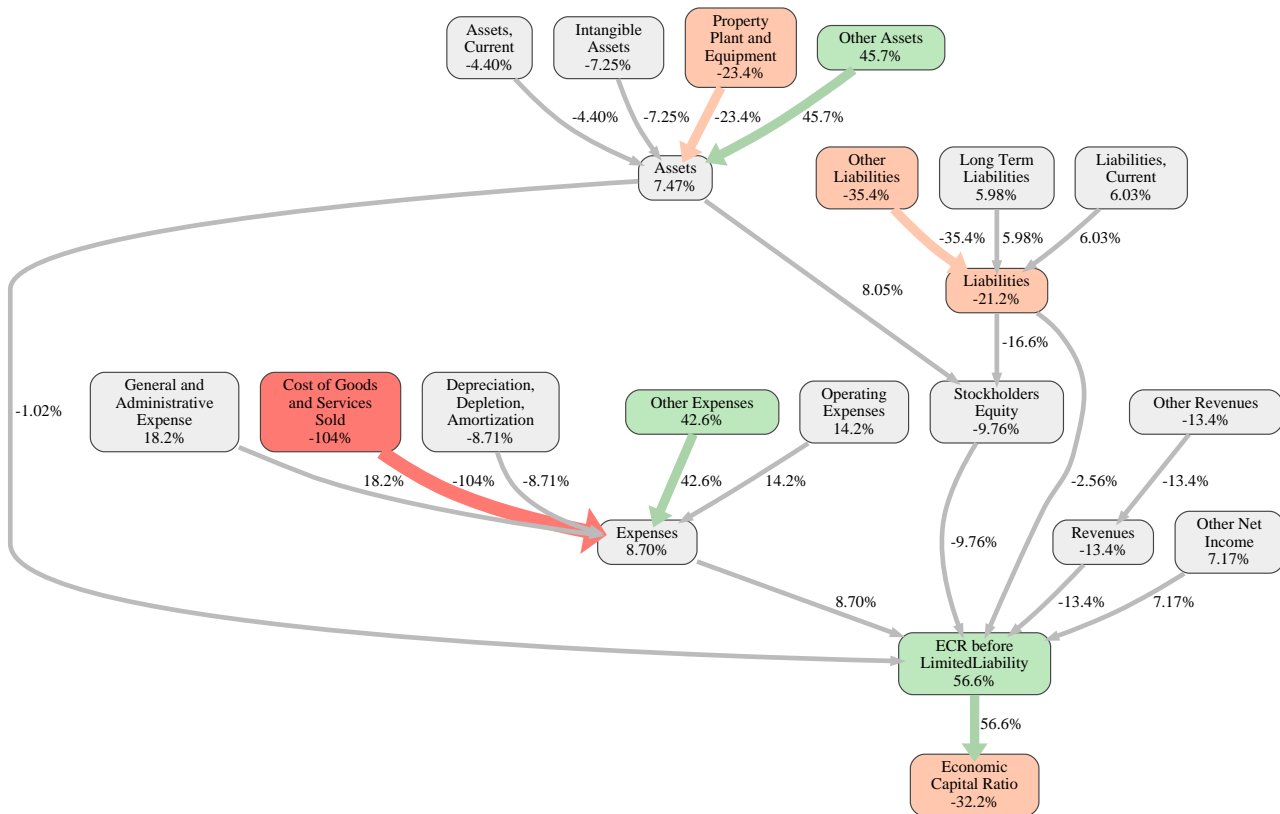 Assets,
Current
-4.40%
Intangible
Assets
-7.25%
Property
Plant and
Equipment
-23.4%
Other Assets
45.7%
-4.40%
-7.25%
-23.4%
45.7%
Assets
7.47%
Other
Liabilities
-35.4%
Long Term
Liabilities
5.98%
Liabilities,
Current
6.03%
-35.4%
5.98%
6.03%
8.05%
Liabilities
-21.2%
-16.6%
-1.02%
General and
Administrative
Expense
18.2%
Cost of Goods
and Services
Sold
-104%
Depreciation,
Depletion,
Amortization
-8.71%
Other Expenses
42.6%
Operating
Expenses
14.2%
Stockholders
Equity
-9.76%
Other Revenues
-13.4%
18.2%
-104%
-8.71%
42.6%
14.2%
-2.56%
-13.4%
Expenses
8.70%
-9.76%
Revenues
-13.4%
Other Net
Income
7.17%
8.70%
-13.4%
7.17%
ECR before
LimitedLiability
56.6%
56.6%
Economic
Capital Ratio
-32.2%